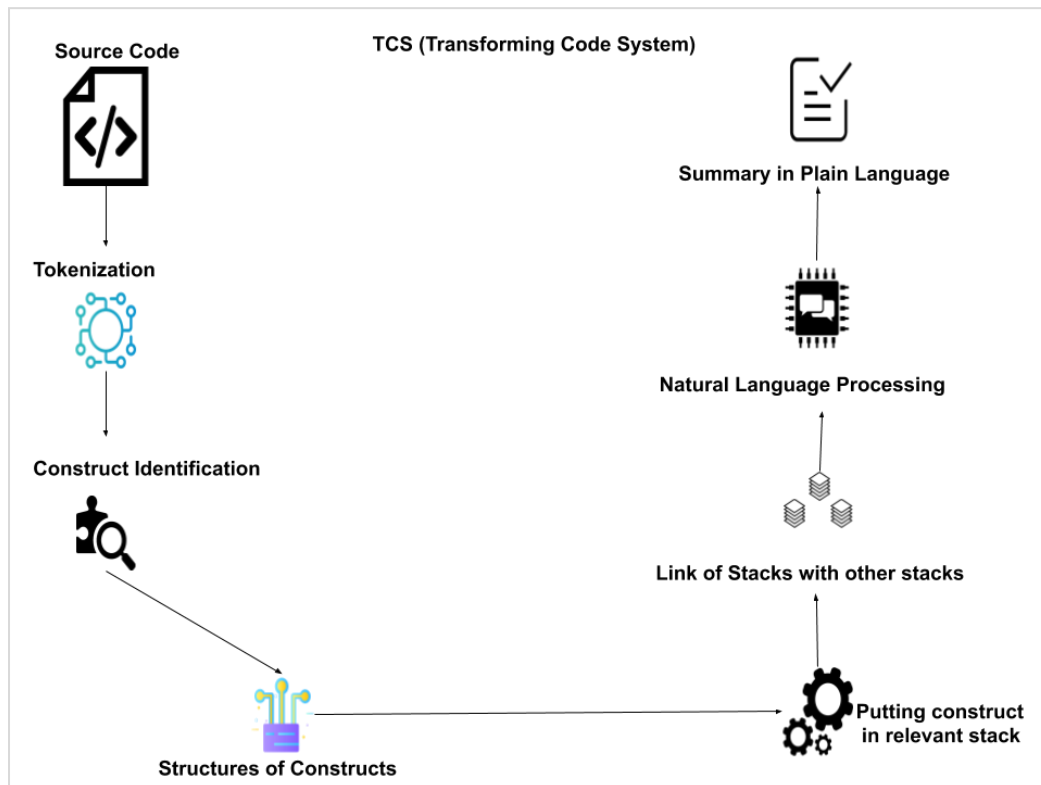 TCS (Transforming Code System)
Source Code
Tokenization
Construct Identification
Structures of Constructs
Putting construct
in relevant stack
Link of Stacks with other stacks
Natural Language Processing
Summary in Plain Language